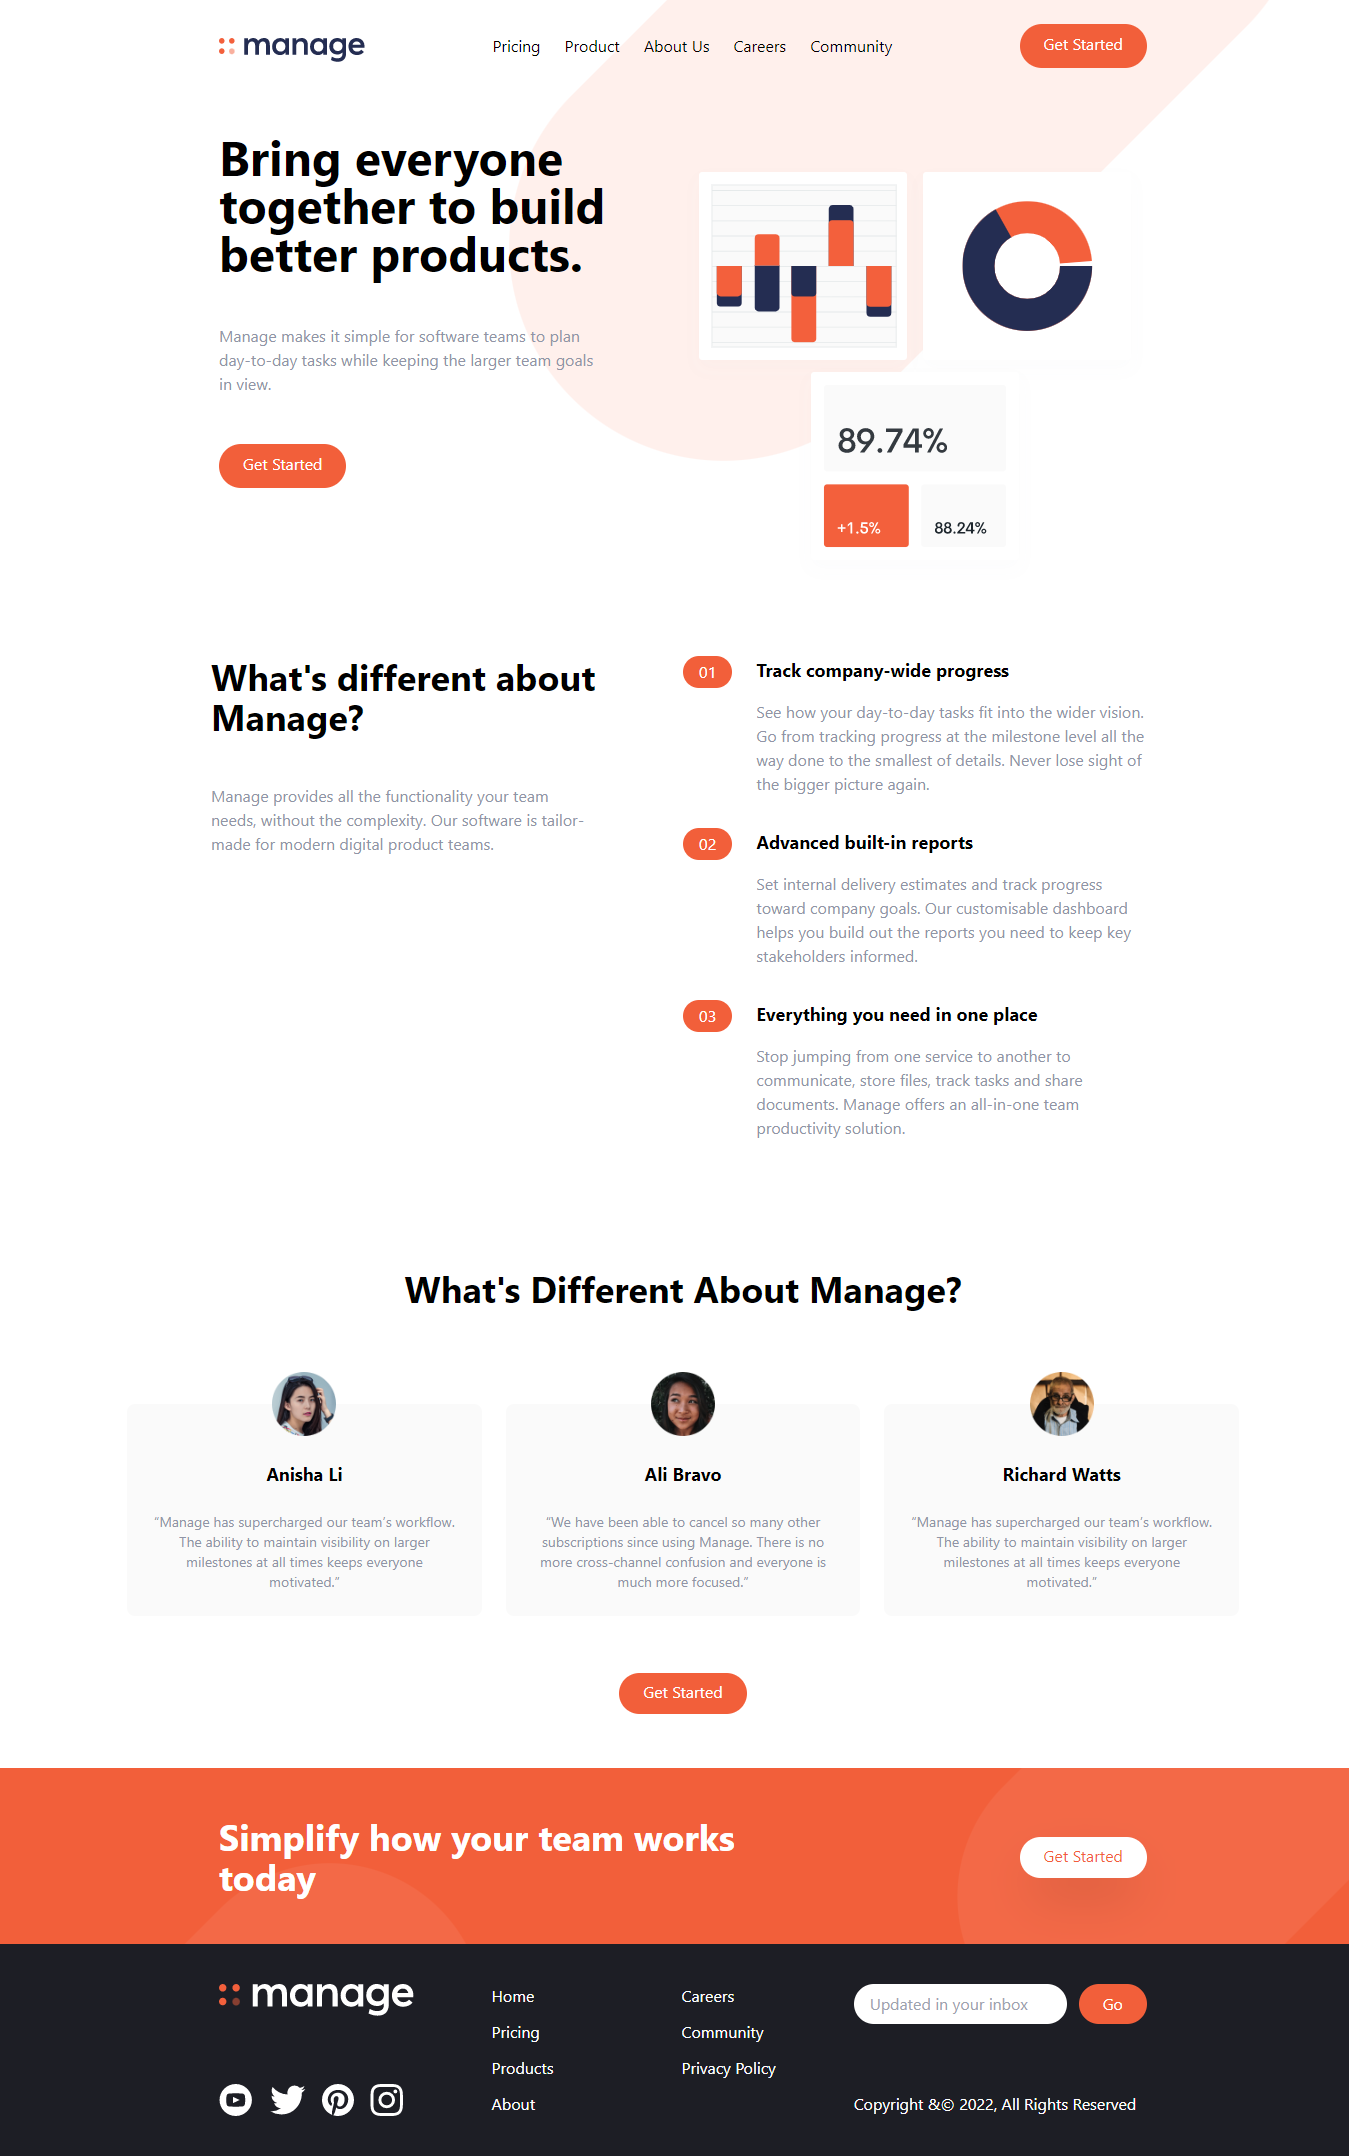 manage
Pricing
Product
About Us
Careers
Community
Get Started
Bring everyone
together to build
better products.
Manage makes it simple for software teams to plan
day-to-day tasks while keeping the larger team goals
in view.
Get Started
89.74%
+1.5%
88.24%
What's different about
Manage?
Manage provides all the functionality your team
needs, without the complexity. Our software is tailor-
made for modern digital product teams.
01
Track company-wide progress
See how your day-to-day tasks fit into the wider vision.
Go from tracking progress at the milestone level all the
way done to the smallest of details. Never lose sight of
the bigger picture again.
02
Advanced built-in reports
Set internal delivery estimates and track progress
toward company goals. Our customisable dashboard
helps you build out the reports you need to keep key
stakeholders informed.
03
Everything you need in one place
Stop jumping from one service to another to
communicate, store files, track tasks and share
documents. Manage offers an all-in-one team
productivity solution.
What's Different About Manage?
Anisha Li
“Manage has supercharged our team’s workflow.
The ability to maintain visibility on larger
milestones at all times keeps everyone
motivated.”
Ali Bravo
“We have been able to cancel so many other
subscriptions since using Manage. There is no
more cross-channel confusion and everyone is
much more focused.”
Richard Watts
“Manage has supercharged our team’s workflow.
The ability to maintain visibility on larger
milestones at all times keeps everyone
motivated.”
Get Started
Simplify how your team works
today
Get Started
manage
Home
Pricing
Products
About
Careers
Community
Privacy Policy
Updated in your inbox
Go
Copyright &© 2022, All Rights Reserved